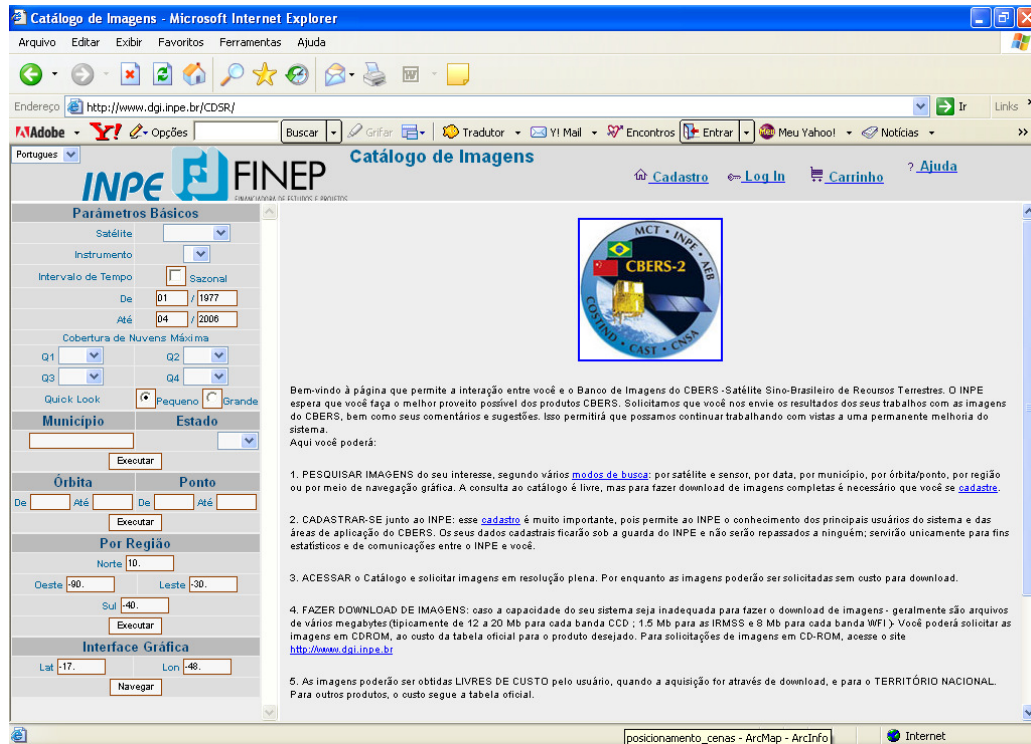 Catálogo de Imagens - Microsoft Internet Explorer
Arquivo Editar Exibir Favoritos Ferramentas Ajuda
Endereço http://www.dgi.inpe.br/CDSR/ Ir Links
Adobe Y! Opções Buscar Grifar Tradutor Y! Mail Encontros Entrar Meu Yahoo! Notícias
Portugues
INPE FINEP
FINANCIADORA DE ESTUDOS E PROJETOS
Catálogo de Imagens
Cadastro Log In Carrinho ? Ajuda
Parâmetros Básicos
Satélite
Instrumento
Intervalo de Tempo Sazonal
De 01 / 1977
Até 04 / 2006
Cobertura de Nuvens Máxima
Q1 Q2
Q3 Q4
Quick Look Pequeno Grande
Município Estado
Executar
Órbita Ponto
De Até De Até
Executar
Por Região
Norte 10.
Oeste -90. Leste -30.
Sul -40.
Executar
Interface Gráfica
Lat -17. Lon -48.
Navegar
MCT • INPE • AEB
CBERS-2
COSTIND • CAST • CNSA
Bem-vindo à página que permite a interação entre você e o Banco de Imagens do CBERS -Satélite Sino-Brasileiro de Recursos Terrestres. O INPE
espera que você faça o melhor proveito possível dos produtos CBERS. Solicitamos que você nos envie os resultados dos seus trabalhos com as imagens
do CBERS, bem como seus comentários e sugestões. Isso permitirá que possamos continuar trabalhando com vistas a uma permanente melhoria do
sistema.
Aqui você poderá:
1. PESQUISAR IMAGENS do seu interesse, segundo vários modos de busca: por satélite e sensor, por data, por município, por órbita/ponto, por região
ou por meio de navegação gráfica. A consulta ao catálogo é livre, mas para fazer download de imagens completas é necessário que você se cadastre.
2. CADASTRAR-SE junto ao INPE: esse cadastro é muito importante, pois permite ao INPE o conhecimento dos principais usuários do sistema e das
áreas de aplicação do CBERS. Os seus dados cadastrais ficarão sob a guarda do INPE e não serão repassados a ninguém; servirão unicamente para fins
estatísticos e de comunicações entre o INPE e você.
3. ACESSAR o Catálogo e solicitar imagens em resolução plena. Por enquanto as imagens poderão ser solicitadas sem custo para download.
4. FAZER DOWNLOAD DE IMAGENS: caso a capacidade do seu sistema seja inadequada para fazer o download de imagens - geralmente são arquivos
de vários megabytes (tipicamente de 12 a 20 Mb para cada banda CCD ; 1.5 Mb para as IRMSS e 8 Mb para cada banda WFI )- Você poderá solicitar as
imagens em CDROM, ao custo da tabela oficial para o produto desejado. Para solicitações de imagens em CD-ROM, acesse o site
http://www.dgi.inpe.br
5. As imagens poderão ser obtidas LIVRES DE CUSTO pelo usuário, quando a aquisição for através de download, e para o TERRITÓRIO NACIONAL.
Para outros produtos, o custo segue a tabela oficial.
posicionamento_cenas - ArcMap - ArcInfo
Internet